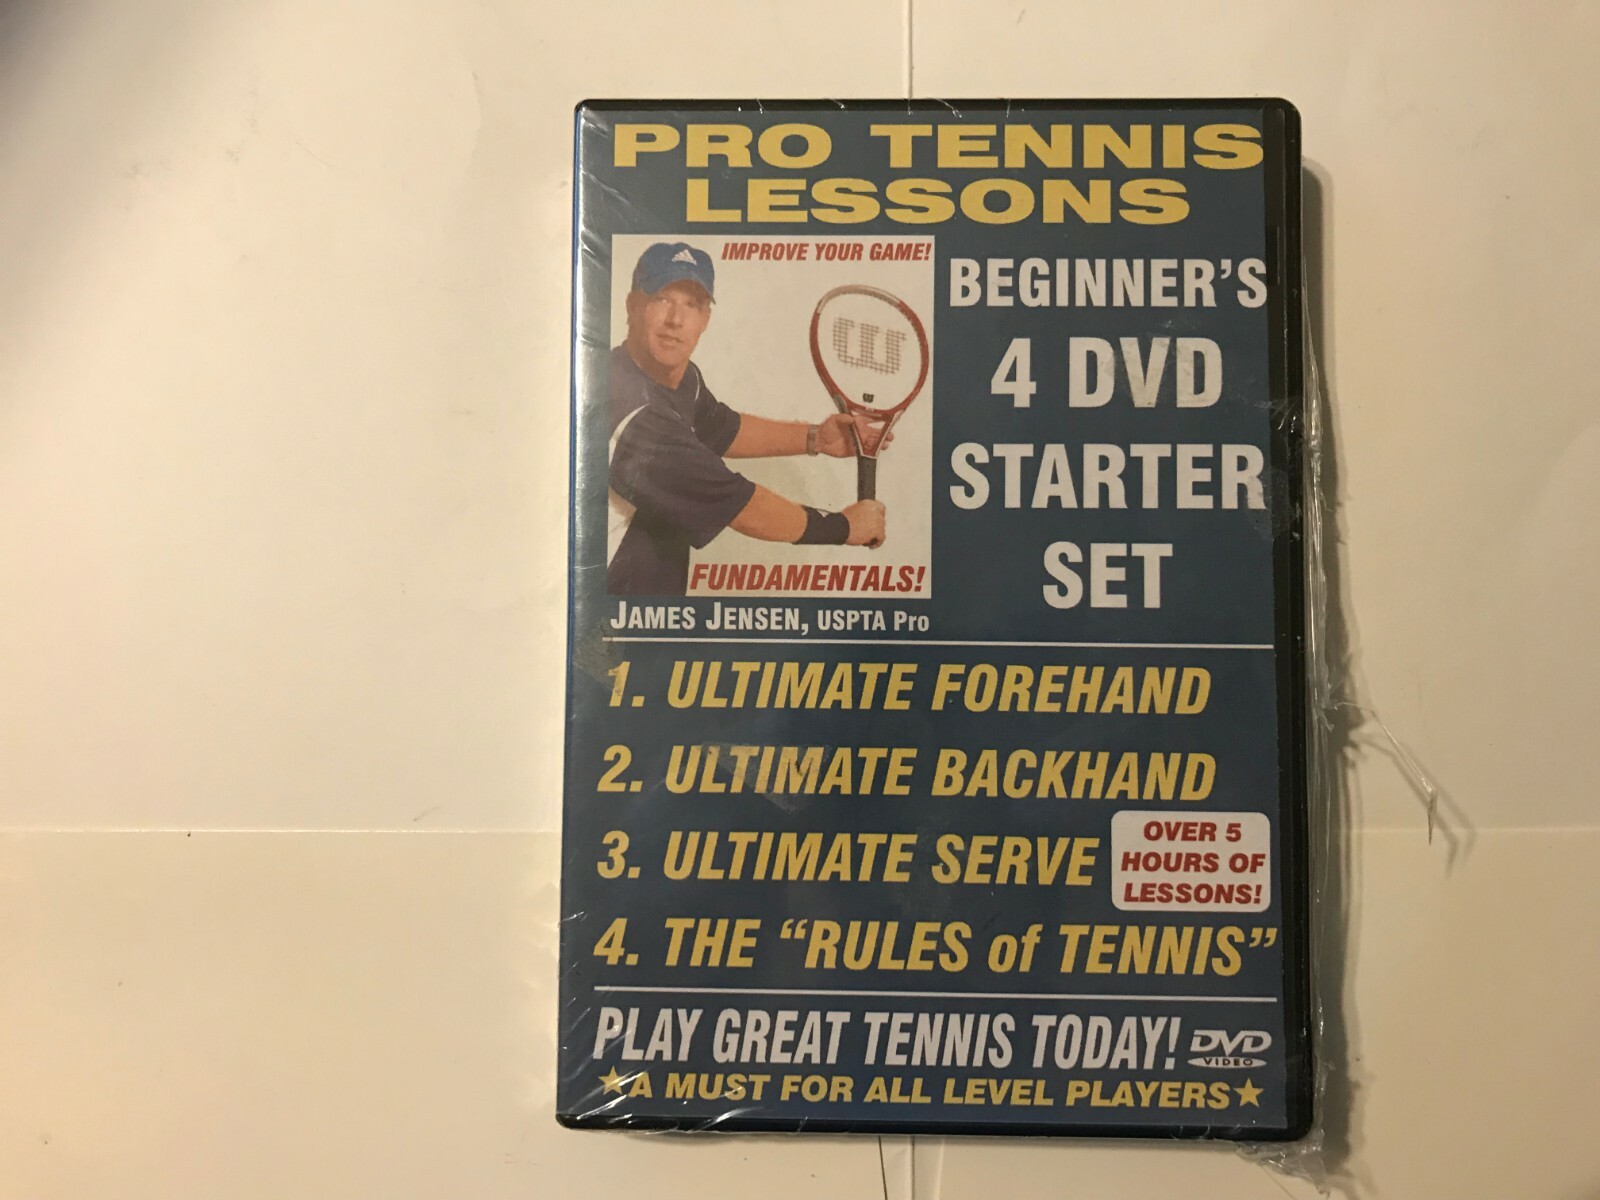 PRO TENNIS
LESSONS
IMPROVE YOUR GAME!
W
FUNDAMENTALS!
JAMES JENSEN, USPTA Pro
BEGINNER'S
4 DVD
STARTER
SET
1. ULTIMATE FOREHAND
2. ULTIMATE BACKHAND
3. ULTIMATE SERVE
OVER 5
HOURS OF
LESSONS!
4. THE “RULES of TENNIS”
PLAY GREAT TENNIS TODAY!
DVD
VIDEO
★A MUST FOR ALL LEVEL PLAYERS★